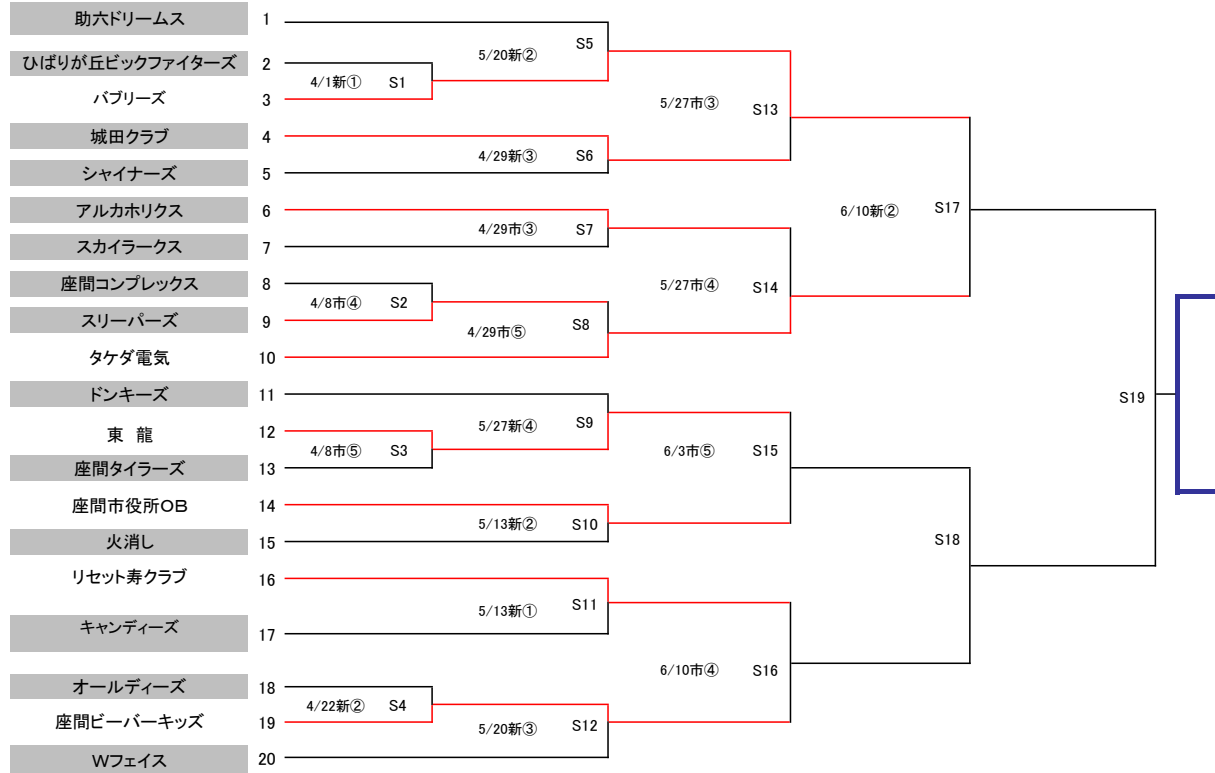 助六ドリームス 1
S5
5/20新②
ひばりが丘ビックファイターズ 2
4/1新① S1
バブリーズ 3
5/27市③ S13
城田クラブ 4
4/29新③ S6
シャイナーズ 5
アルカホリクス 6
6/10新② S17
4/29市③ S7
スカイラークス 7
座間コンプレックス 8
5/27市④ S14
4/8市④ S2
スリーパーズ 9
4/29市⑤ S8
タケダ電気 10
ドンキーズ 11
S19
5/27新④ S9
東 龍 12
4/8市⑤ S3
6/3市⑤ S15
座間タイラーズ 13
座間市役所OB 14
5/13新② S10
火消し 15
S18
リセット寿クラブ 16
5/13新① S11
キャンディーズ 17
6/10市④ S16
オールディーズ 18
4/22新② S4
座間ビーバーキッズ 19
5/20新③ S12
Wフェイス 20